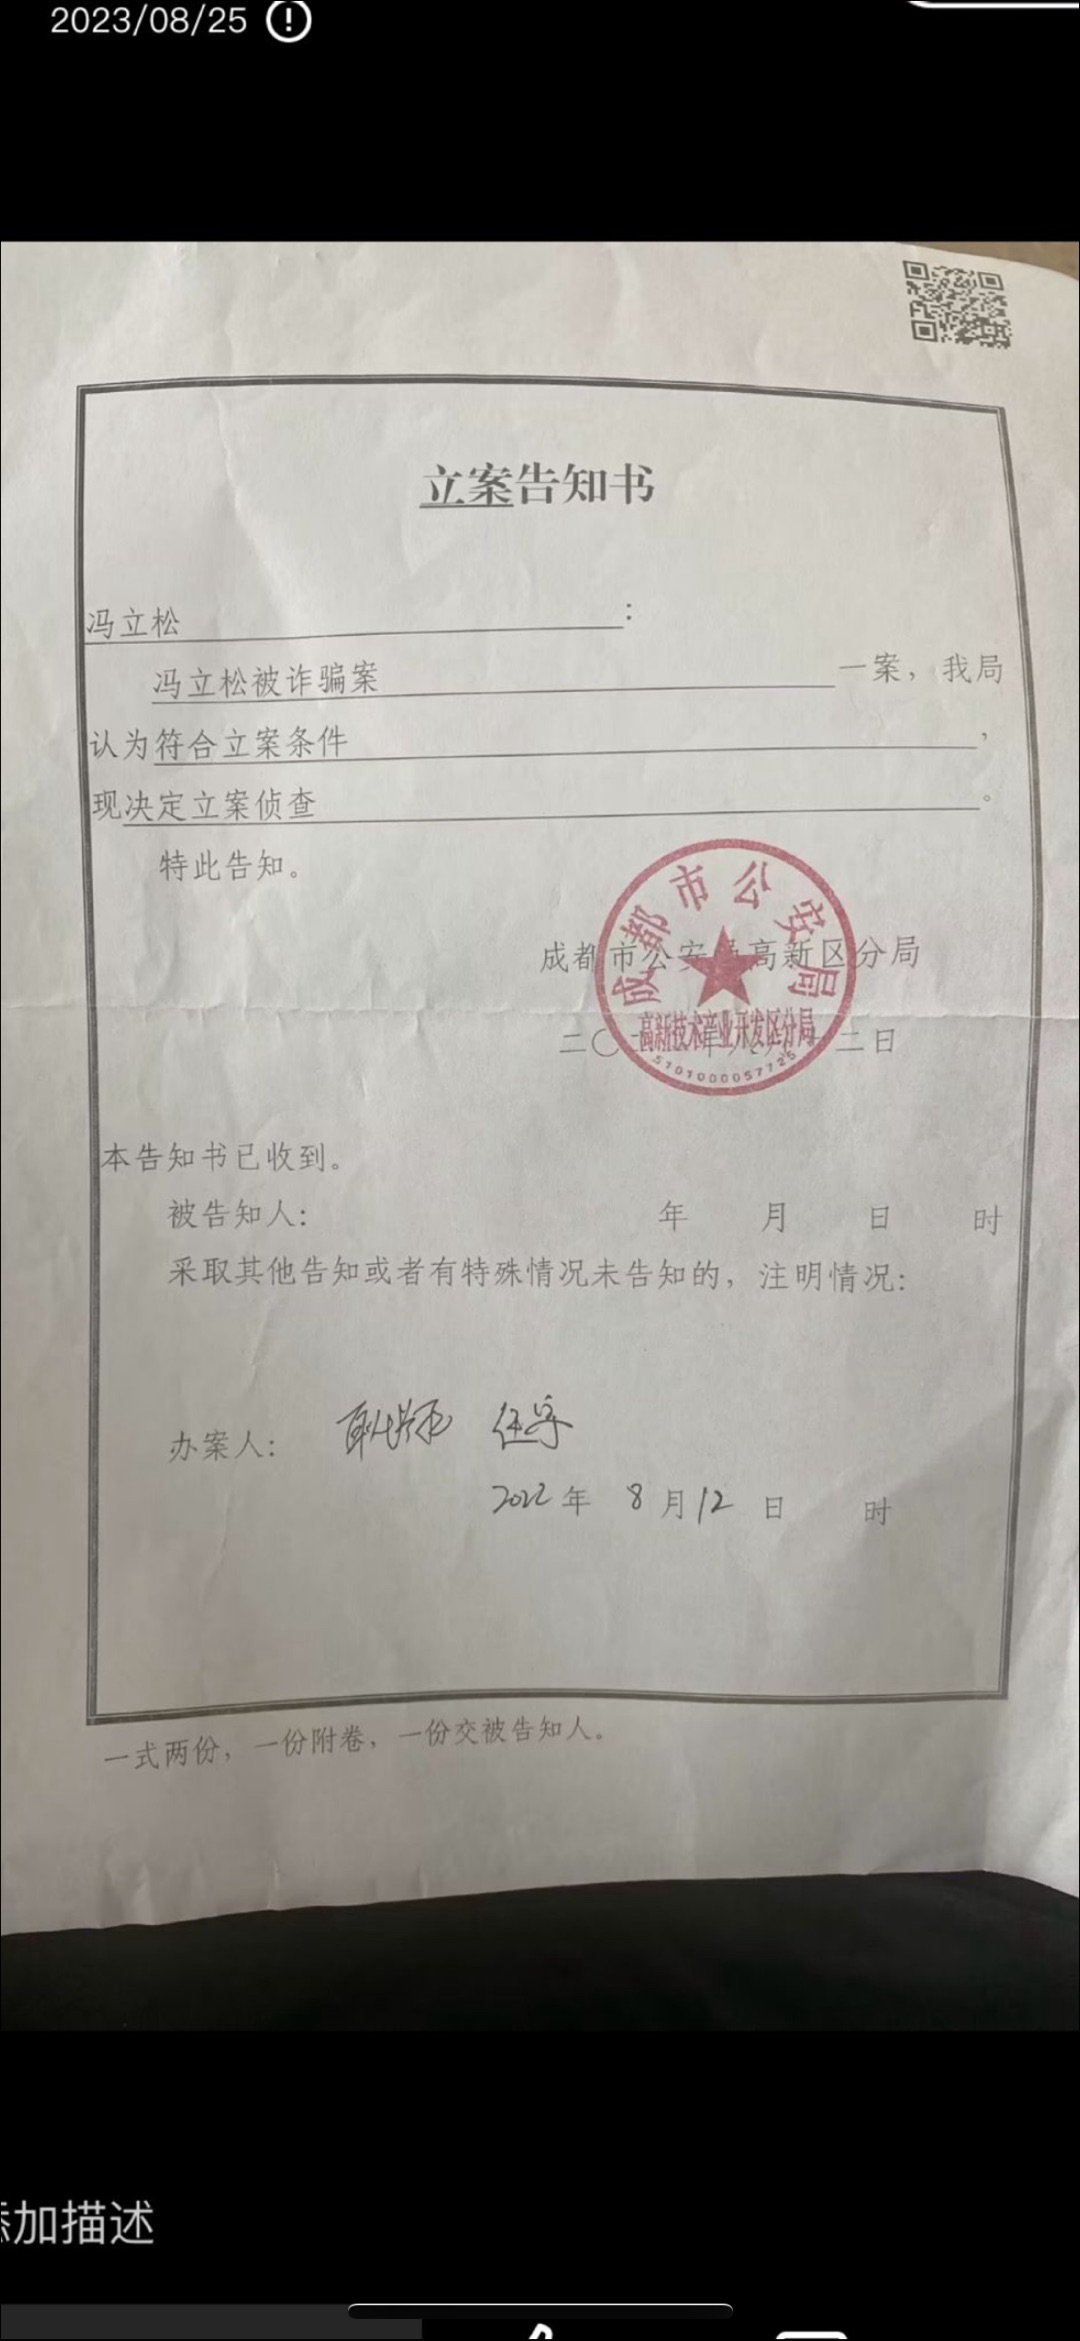 2023/08/25
立案告知书
冯立松:
冯立松被诈骗案一案，我局
认为符合立案条件，
现决定立案侦查。
特此告知。
成都市公安局
成都市公安局高新区分局
高新技术产业开发区分局
二〇二日
5101000057725
本告知书已收到。
被告知人: 年 月 日 时
采取其他告知或者有特殊情况未告知的，注明情况:
办案人:
2022年 8月12日 时
一式两份，一份附卷，一份交被告知人。
加描述